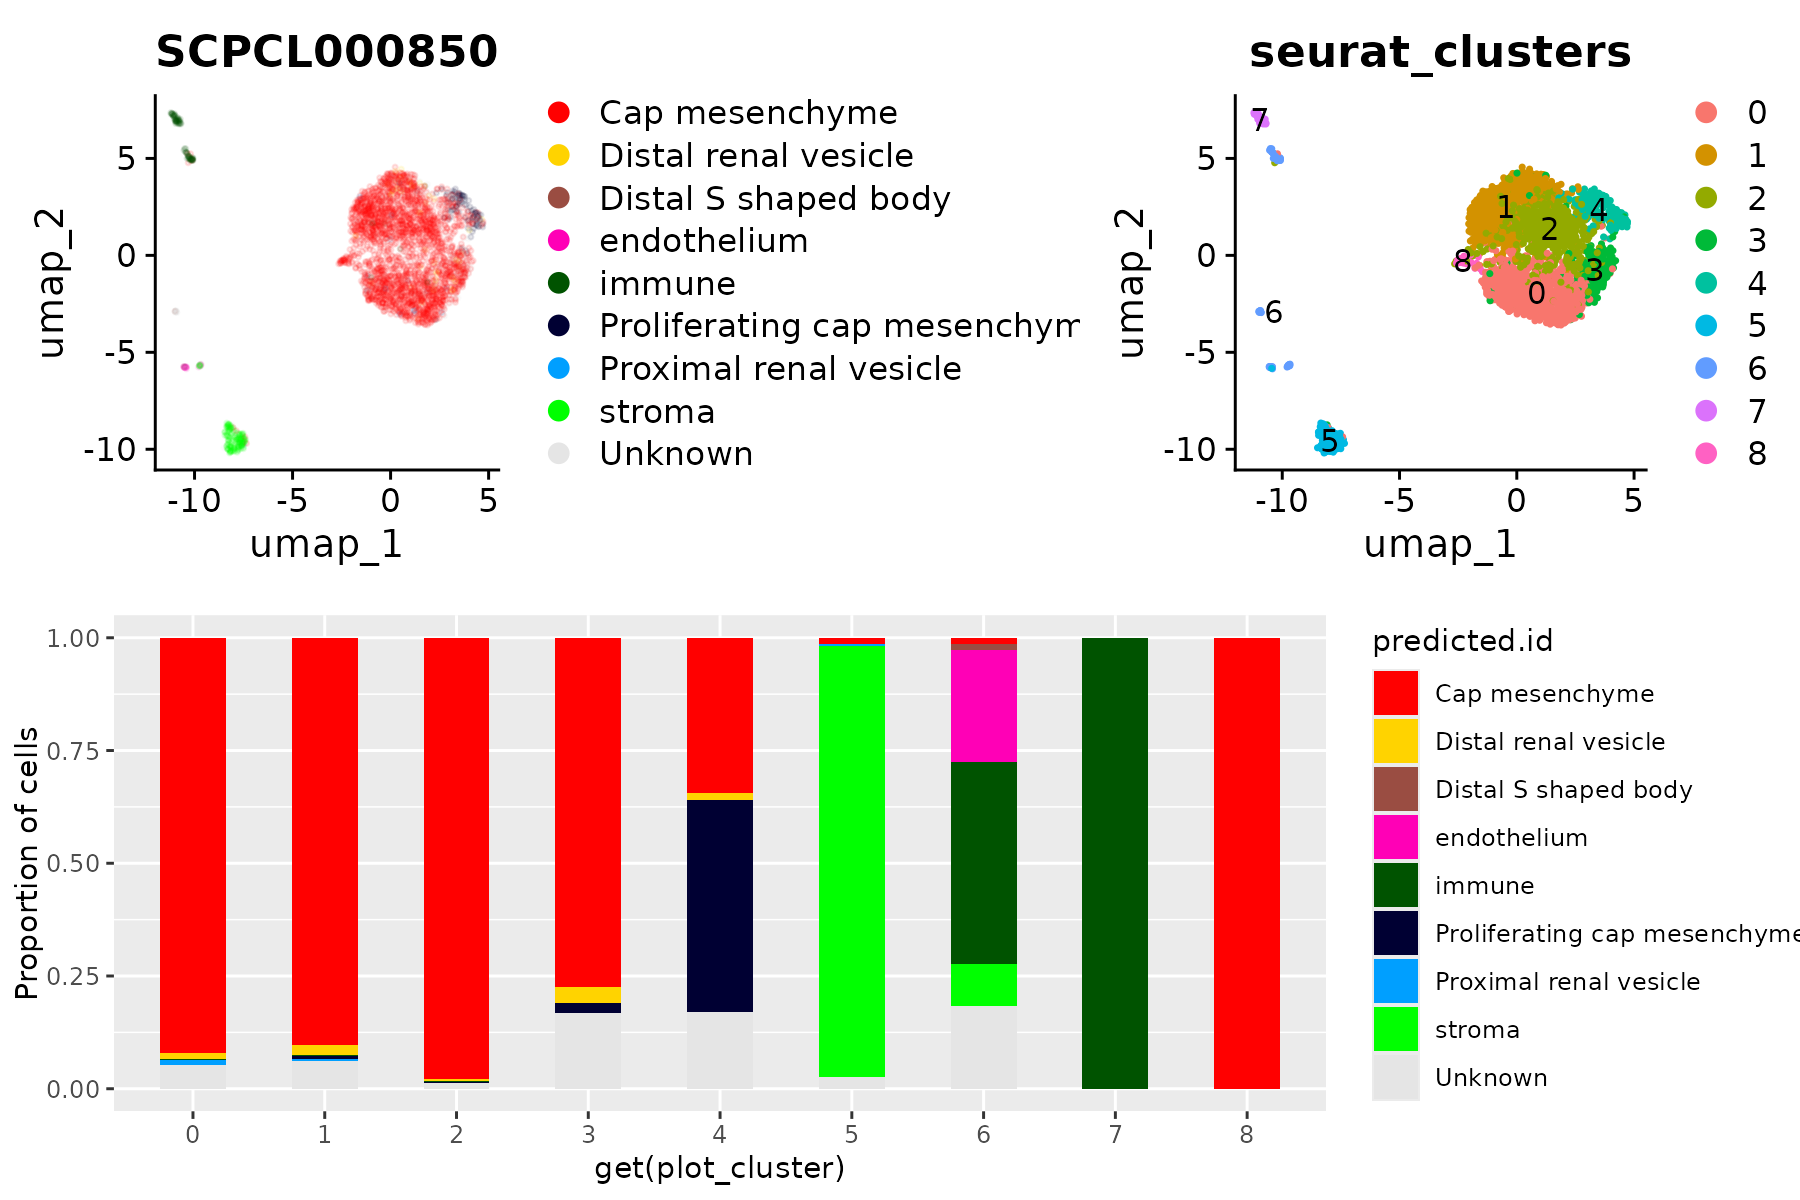 SCPCL000850
umap_2
5
0
-5
-10
-10
-5
0
5
umap_1
Cap mesenchyme
Distal renal vesicle
Distal S shaped body
endothelium
immune
Proliferating cap mesenchym
Proximal renal vesicle
stroma
Unknown
seurat_clusters
umap_2
5
0
-5
-10
-10
-5
0
5
umap_1
7
1
2
4
8
3
0
6
5
0
1
2
3
4
5
6
7
8
Proportion of cells
1.00
0.75
0.50
0.25
0.00
0
1
2
3
4
5
6
7
8
get(plot_cluster)
predicted.id
Cap mesenchyme
Distal renal vesicle
Distal S shaped body
endothelium
immune
Proliferating cap mesenchyme
Proximal renal vesicle
stroma
Unknown